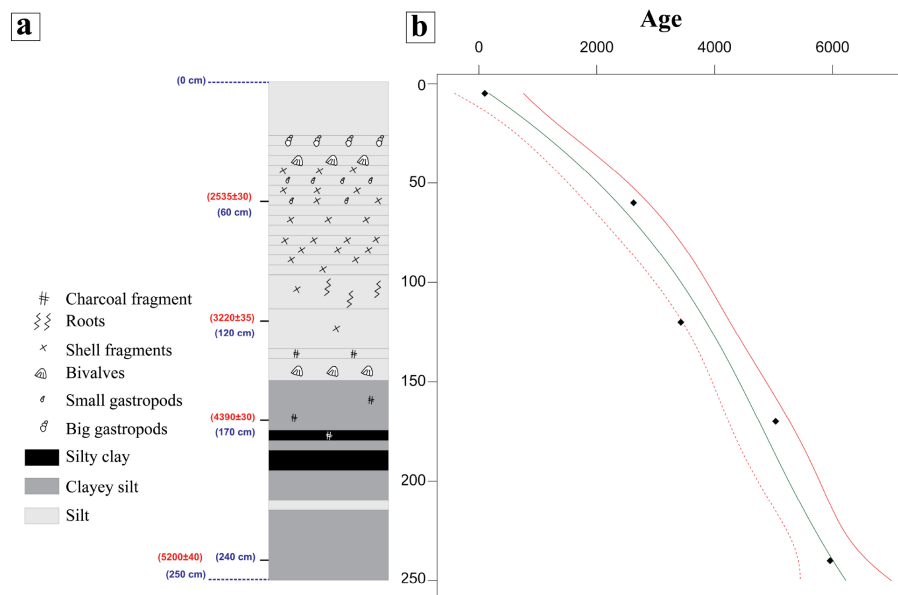 a
(0 cm)
(2535±30)
(60 cm)
(3220±35)
(120 cm)
(4390±30)
(170 cm)
(5200±40) (240 cm)
(250 cm)
Charcoal fragment
Roots
Shell fragments
Bivalves
Small gastropods
Big gastropods
Silty clay
Clayey silt
Silt
b
Age
0 2000 4000 6000
0
50
100
150
200
250